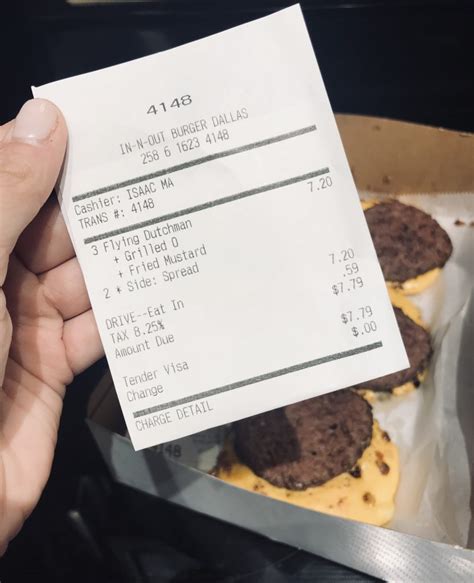 4148
IN-N-OUT BURGER DALLAS
258 6 1623 4148
Cashier: ISAAC MA
TRANS #: 4148
3 Flying Dutchman 7.20
+ Grilled O
+ Fried Mustard
2 * Side: Spread
DRIVE--Eat In 7.20
TAX 8.25% .59
Amount Due $7.79
Tender Visa $7.79
Change $.00
CHARGE DETAIL
4148